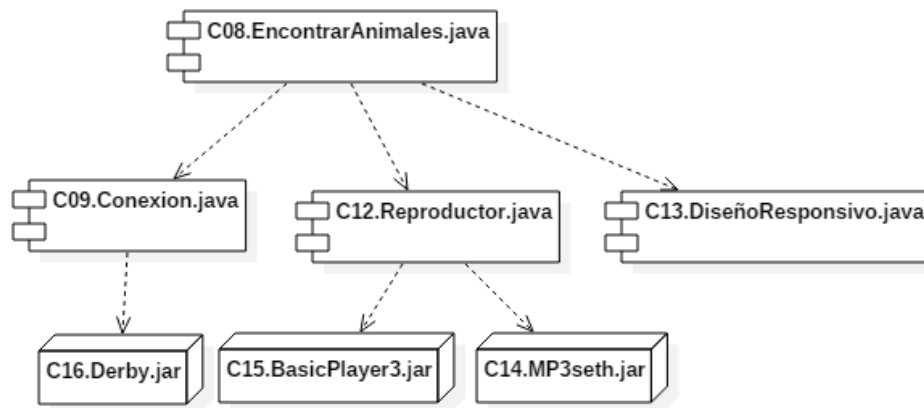 C08.EncontrarAnimales.java
C09.Conexion.java
C12.Reproductor.java
C13.DiseñoResponsivo.java
C16.Derby.jar
C15.BasicPlayer3.jar
C14.MP3seth.jar